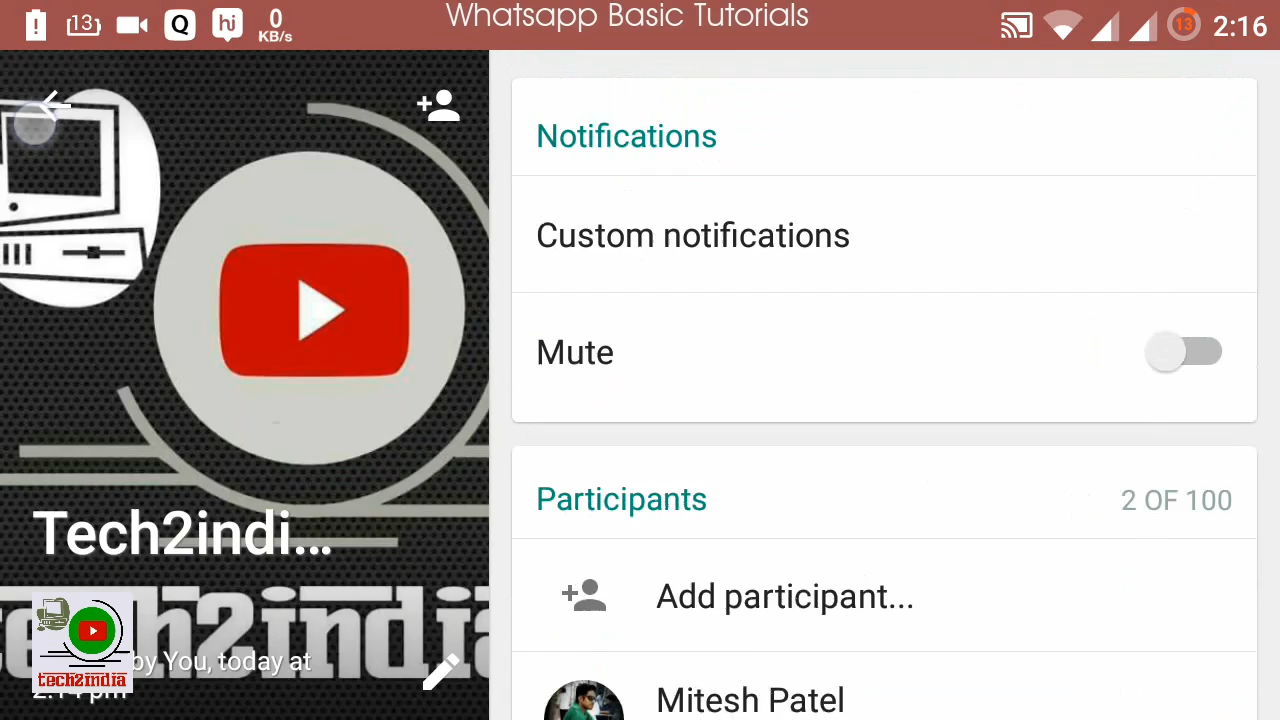 Whatsapp Basic Tutorials
13
Q
hi
0
KB/s
13
2:16
Notifications
Custom notifications
Mute
Participants
2 OF 100
Add participant...
Mitesh Patel
Tech2indi...
tech2india
by You, today at
tech2india